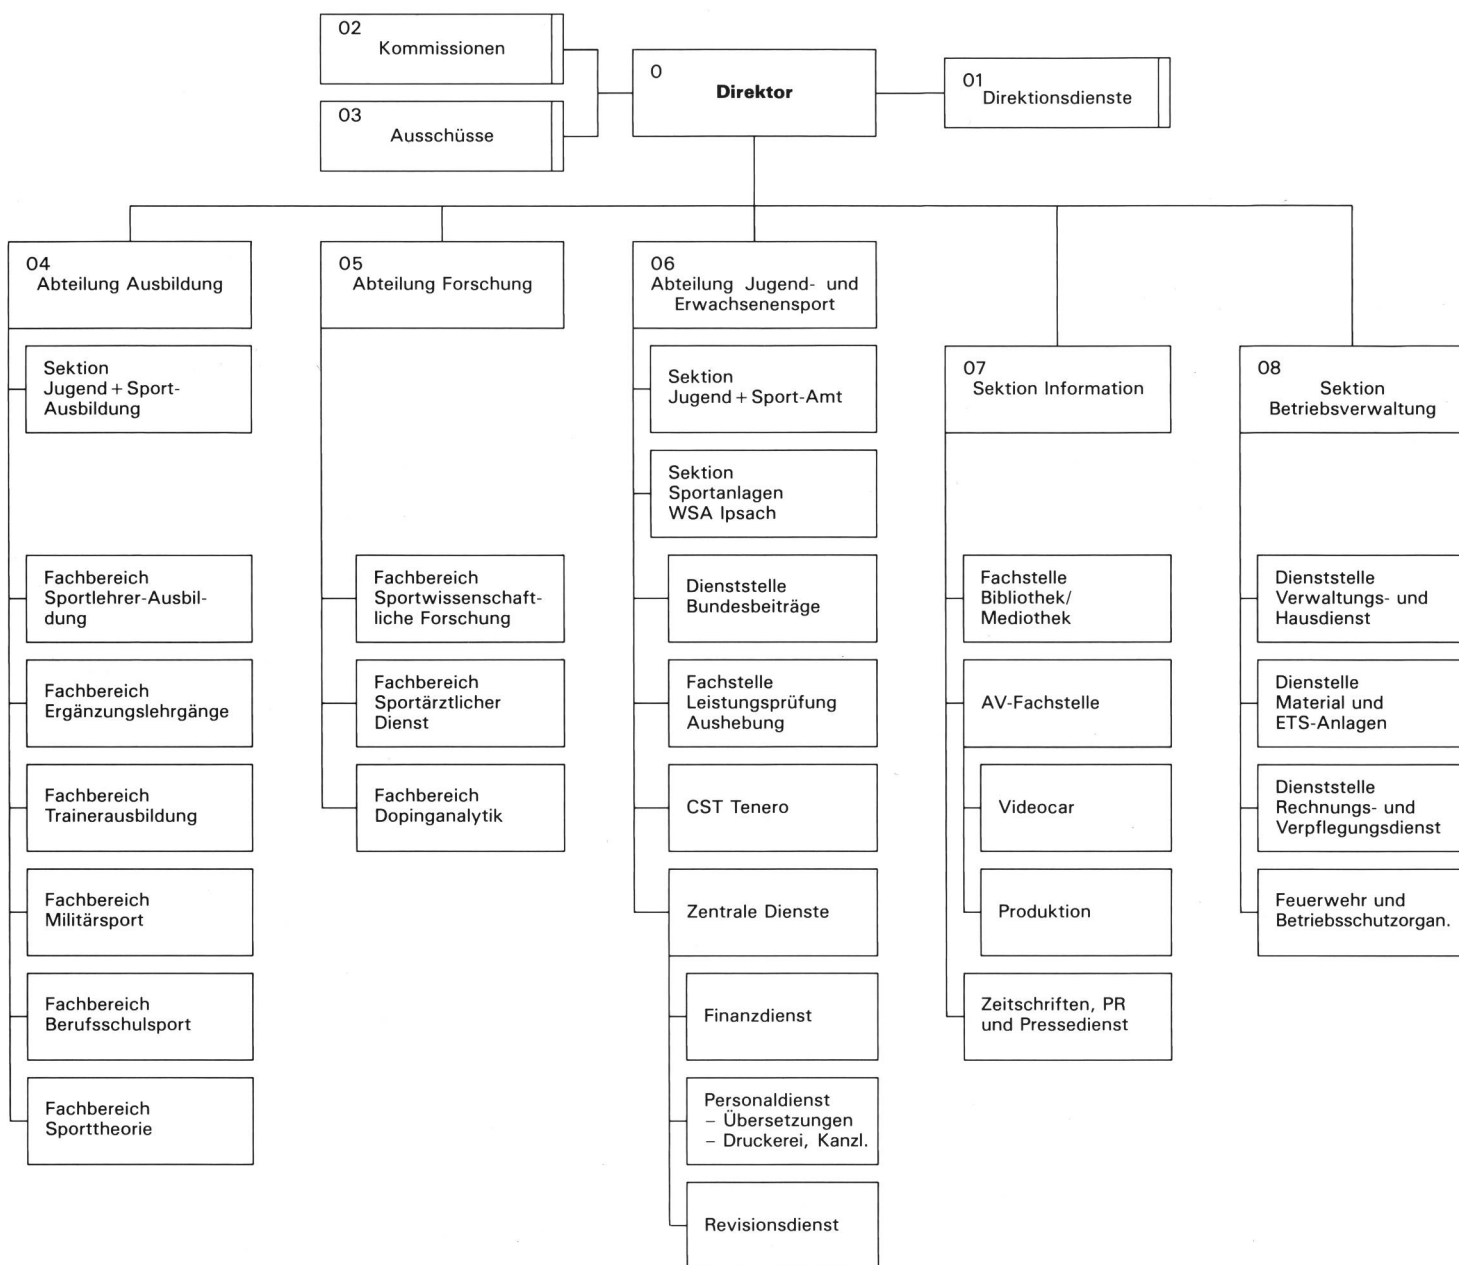 02
Kommissionen
03
Ausschüsse
0
Direktor
01
Direktionsdienste
04
Abteilung Ausbildung
Sektion
Jugend + Sport-
Ausbildung
Fachbereich
Sportlehrer-Ausbil-
dung
Fachbereich
Ergänzungslehrgänge
Fachbereich
Trainerausbildung
Fachbereich
Militärsport
Fachbereich
Berufsschulsport
Fachbereich
Sporttheorie
05
Abteilung Forschung
Fachbereich
Sportwissenschaft-
liche Forschung
Fachbereich
Sportärztlicher
Dienst
Fachbereich
Dopinganalytik
06
Abteilung Jugend- und
Erwachsenensport
Sektion
Jugend + Sport-Amt
Sektion
Sportanlagen
WSA Ipsach
Dienststelle
Bundesbeiträge
Fachstelle
Leistungsprüfung
Aushebung
CST Tenero
Zentrale Dienste
Finanzdienst
Personaldienst
– Übersetzungen
– Druckerei, Kanzl.
Revisionsdienst
07
Sektion Information
Fachstelle
Bibliothek/
Mediothek
AV-Fachstelle
Videocar
Produktion
Zeitschriften, PR
und Pressedienst
08
Sektion
Betriebsverwaltung
Dienststelle
Verwaltungs- und
Hausdienst
Dienstelle
Material und
ETS-Anlagen
Dienststelle
Rechnungs- und
Verpflegungsdienst
Feuerwehr und
Betriebsschutzorgan.